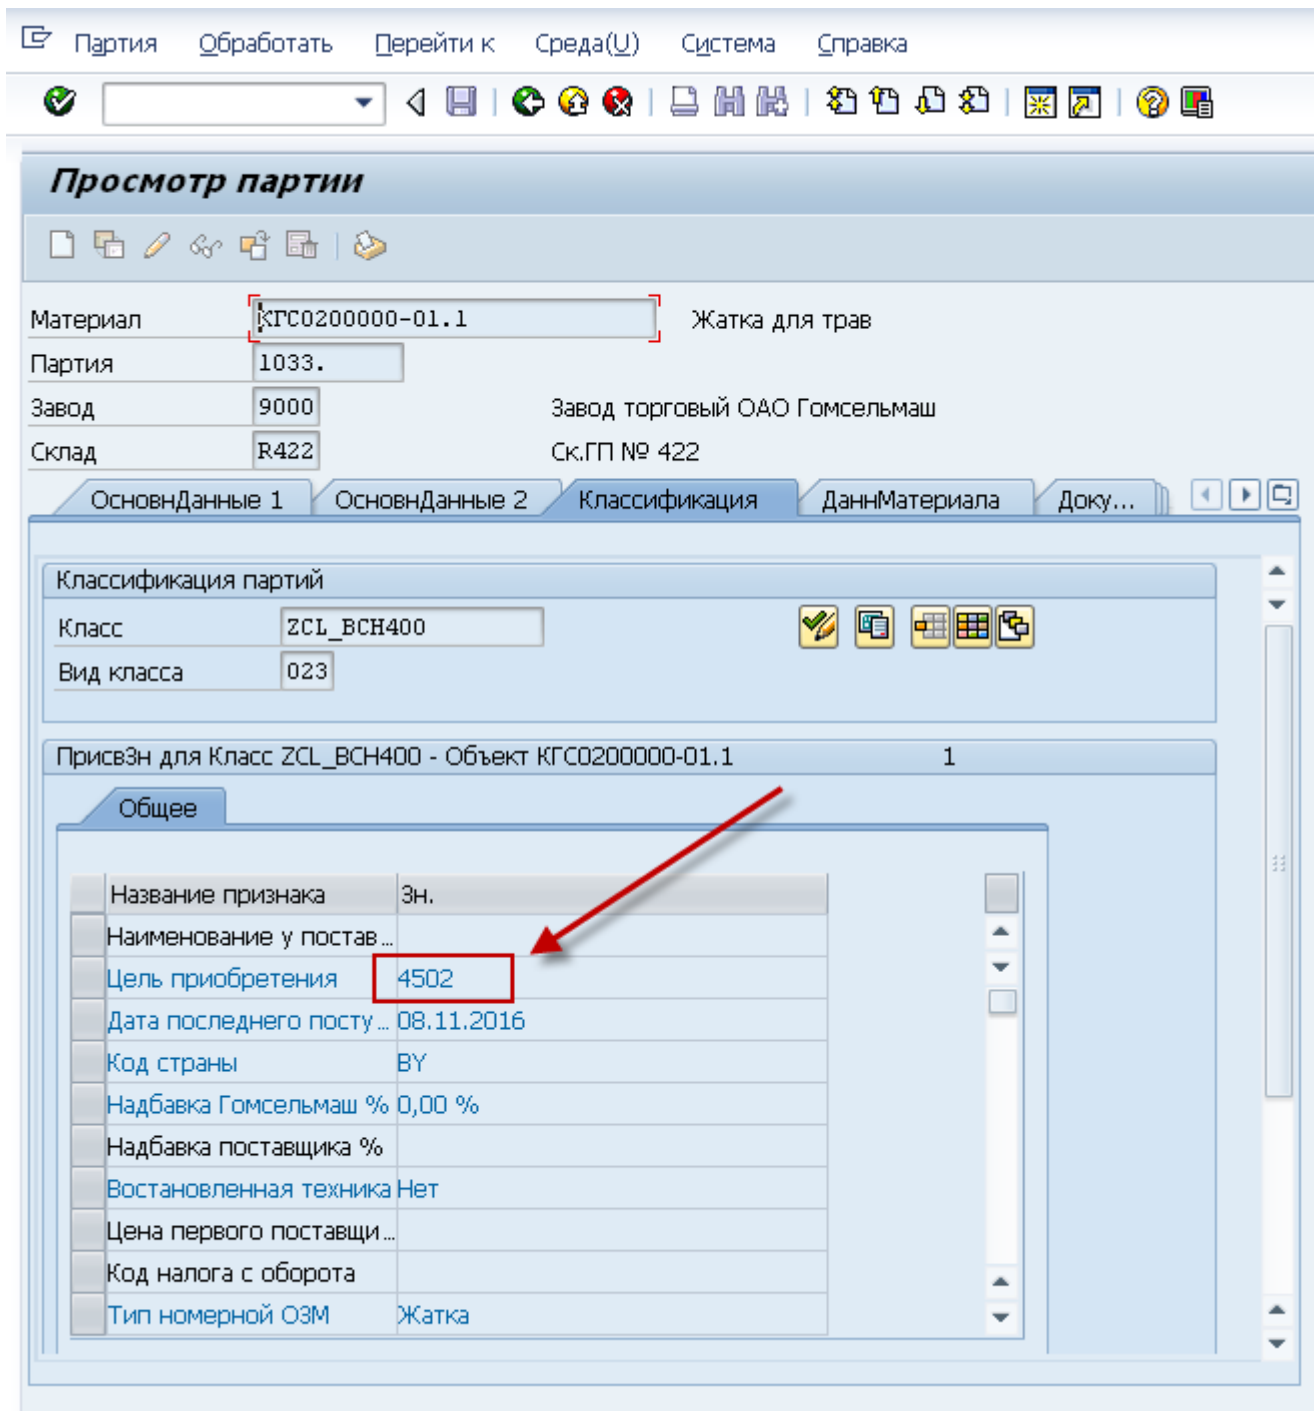 Партия Обработать Перейти к Среда(U) Система Справка
Просмотр партии
Материал КГС0200000-01.1 Жатка для трав
Партия 1033.
Завод 9000 Завод торговый ОАО Гомсельмаш
Склад R422 Ск.ГП № 422
ОсновнДанные 1 ОсновнДанные 2 Классификация ДаннМатериала Доку...
Классификация партий
Класс ZCL_BCH400
Вид класса 023
ПрисвЗн для Класс ZCL_BCH400 - Объект КГС0200000-01.1 1
Общее
Название признака Зн.
Наименование у постав...
Цель приобретения 4502
Дата последнего посту... 08.11.2016
Код страны BY
Надбавка Гомсельмаш % 0,00 %
Надбавка поставщика %
Востановленная техника Нет
Цена первого поставщи...
Код налога с оборота
Тип номерной ОЗМ Жатка